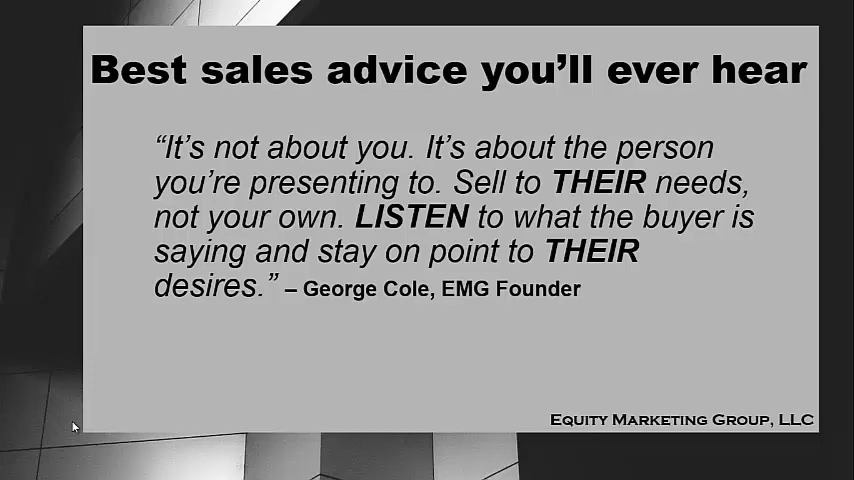 Best sales advice you’ll ever hear
“It’s not about you. It’s about the person
you’re presenting to. Sell to THEIR needs,
not your own. LISTEN to what the buyer is
saying and stay on point to THEIR
desires.” – George Cole, EMG Founder
Equity Marketing Group, LLC